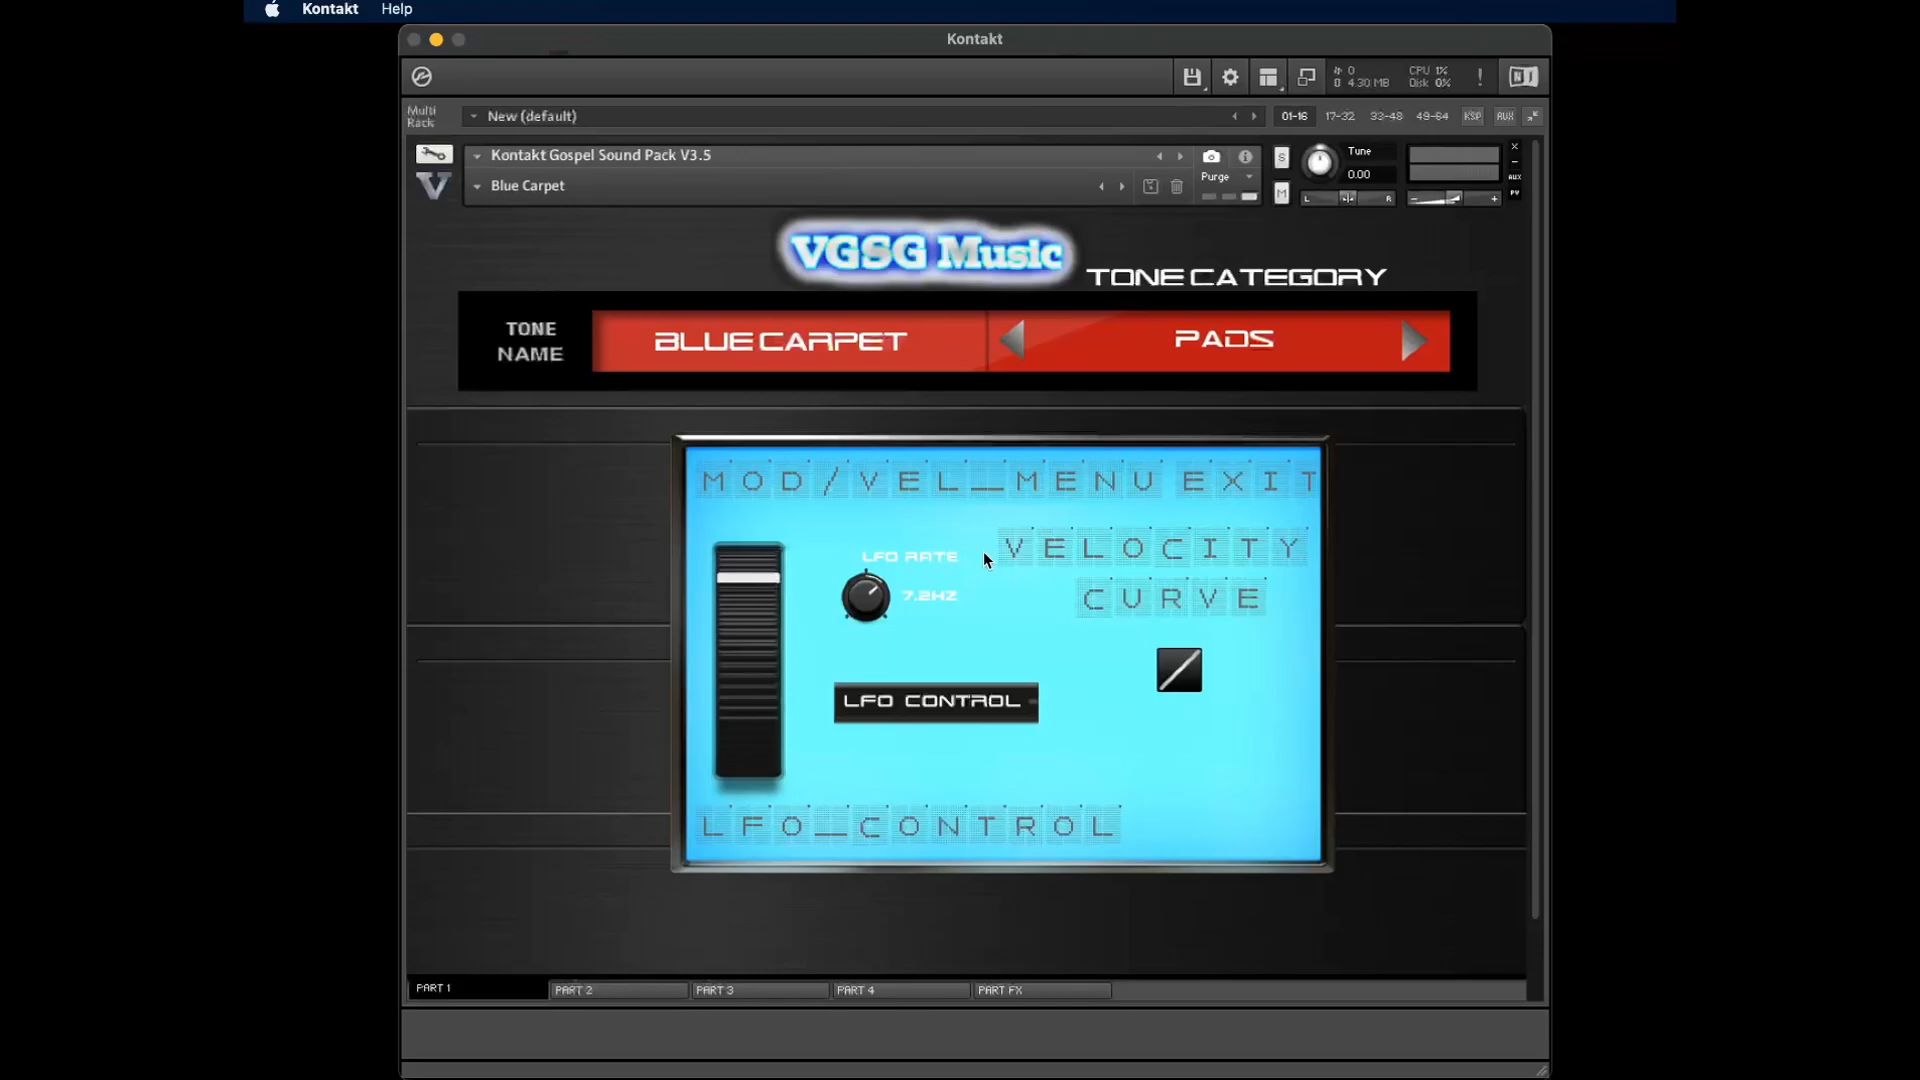 Kontakt Help
Kontakt
0
4.30 MB
CPU 1%
Disk 0%
!
Multi
Rack
New (default)
01-16 17-32 33-48 49-64 KSP AUX
Kontakt Gospel Sound Pack V3.5
Blue Carpet
Purge
S
M
Tune
0.00
L R
- +
AUX
PV
VGSG Music
TONE CATEGORY
TONE
NAME
BLUE CARPET
PADS
MOD/VEL_MENU EXIT
VELOCITY
CURVE
LFO RATE
7.2HZ
LFO CONTROL
LFO_CONTROL
PART 1 PART 2 PART 3 PART 4 PART FX